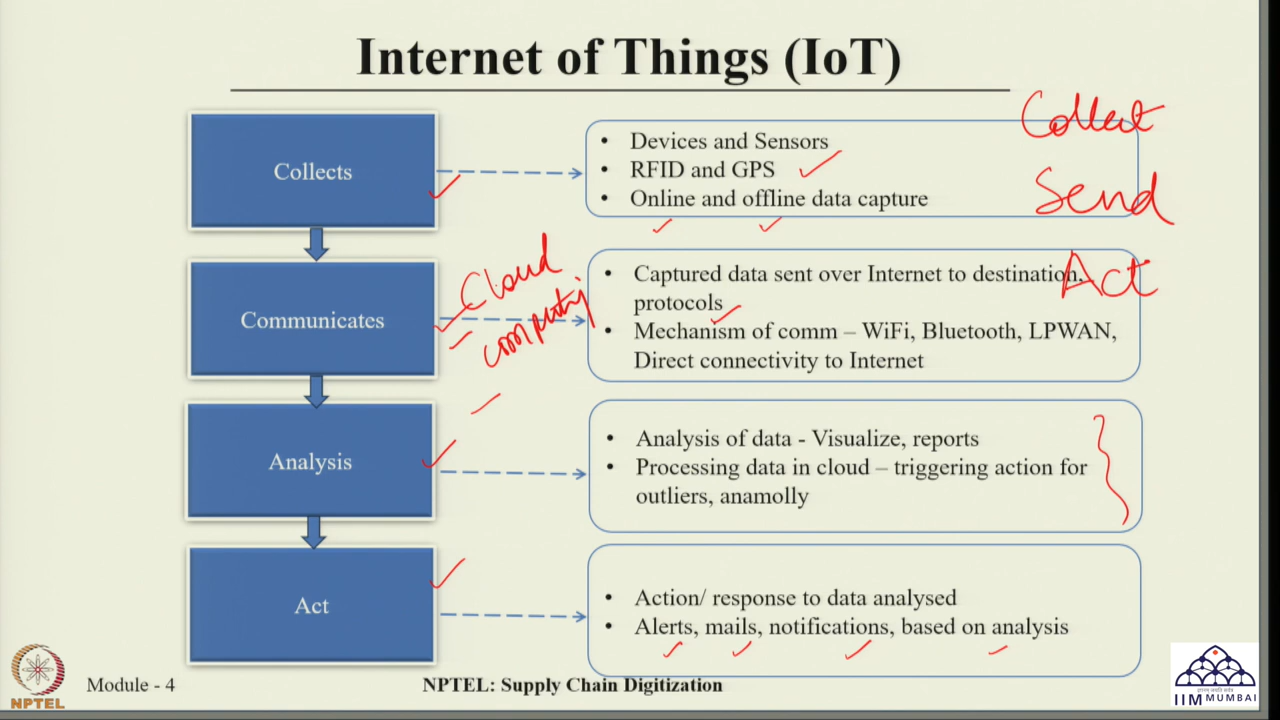 Internet of Things (IoT)
Collects
• Devices and Sensors
• RFID and GPS
• Online and offline data capture
Collect
Send
Act
Communicates
Cloud
computing
• Captured data sent over Internet to destination,
protocols
• Mechanism of comm – WiFi, Bluetooth, LPWAN,
Direct connectivity to Internet
Analysis
• Analysis of data - Visualize, reports
• Processing data in cloud – triggering action for
outliers, anamolly
Act
• Action/ response to data analysed
• Alerts, mails, notifications, based on analysis
NPTEL
Module - 4
NPTEL: Supply Chain Digitization
IIM MUMBAI